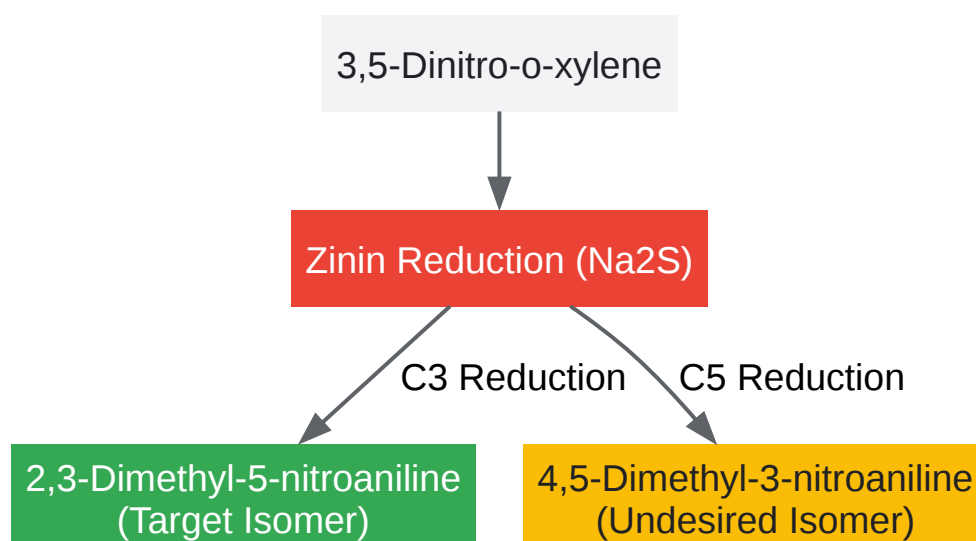 3,5-Dinitro-o-xylene
Zinin Reduction (Na2S)
C3 Reduction
C5 Reduction
2,3-Dimethyl-5-nitroaniline
(Target Isomer)
4,5-Dimethyl-3-nitroaniline
(Undesired Isomer)